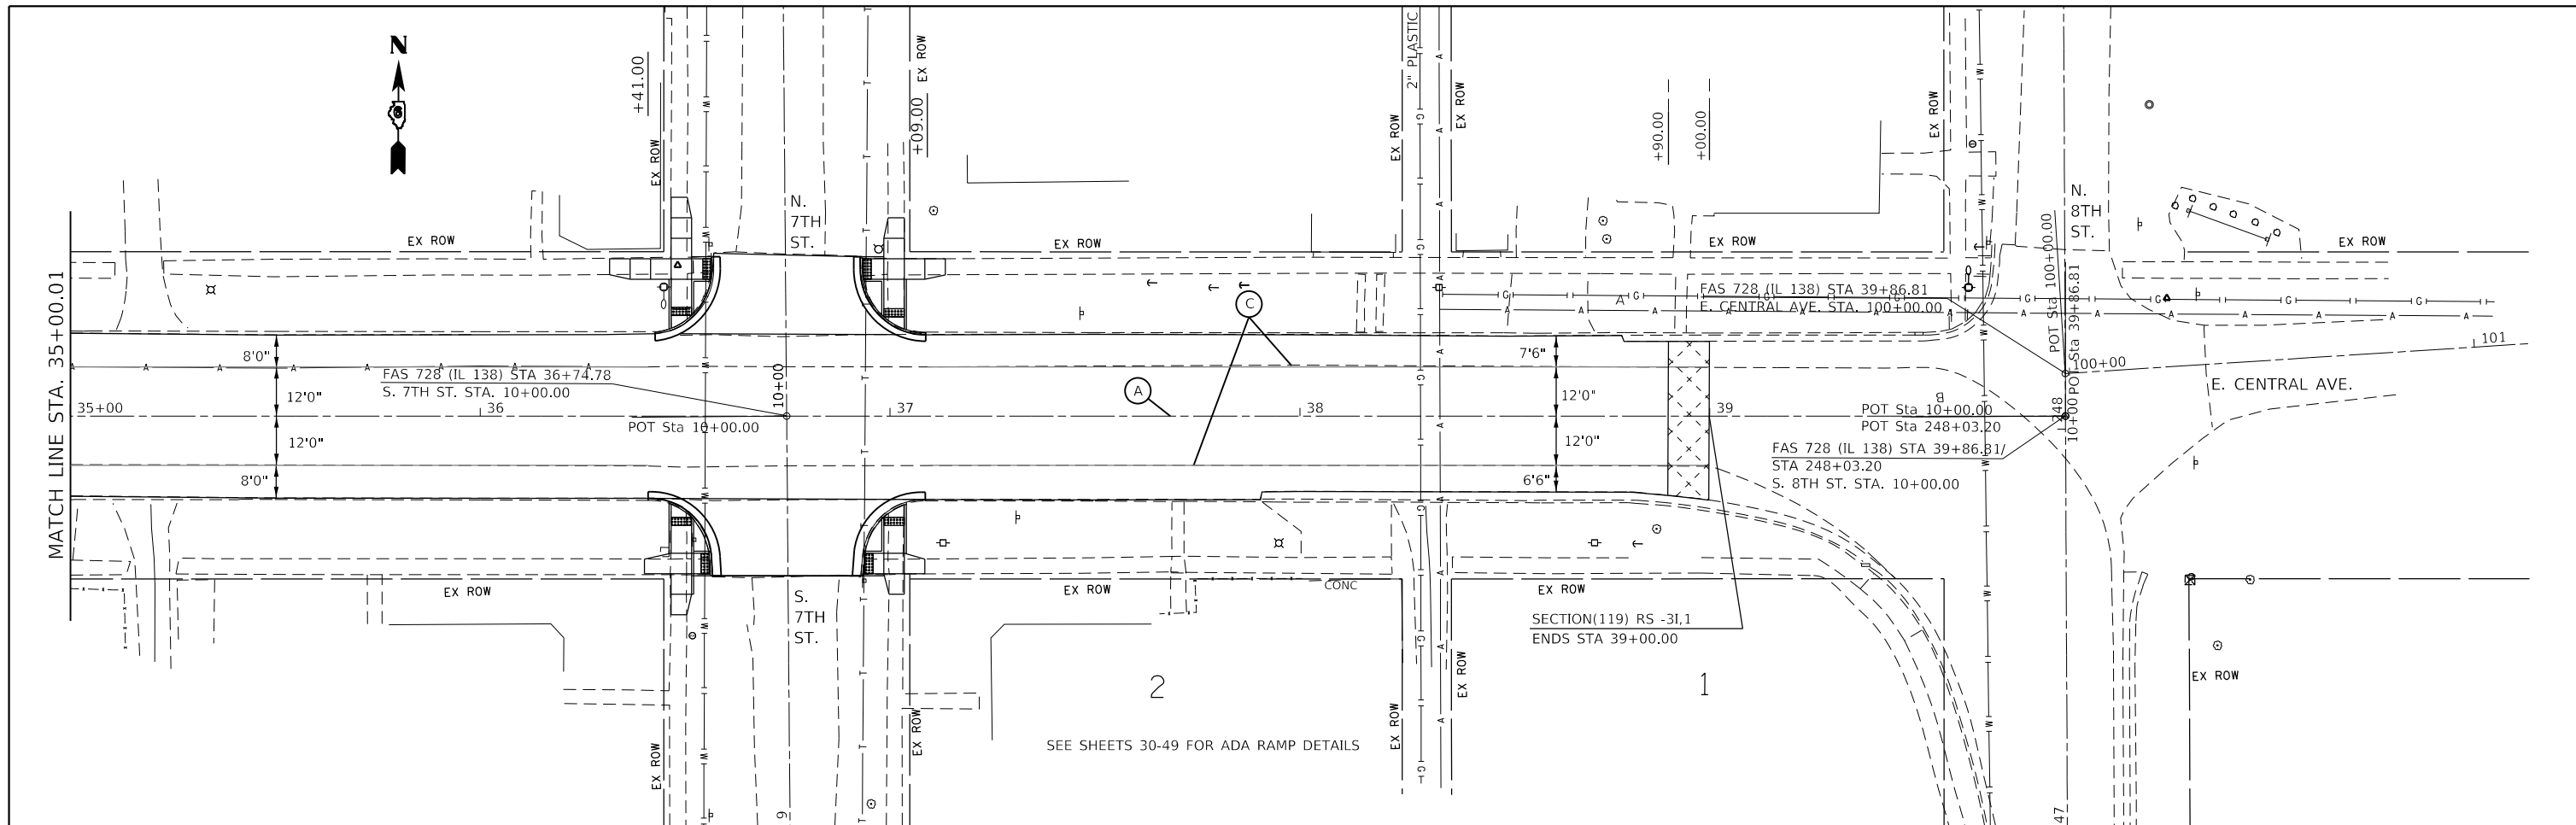 N
+41.00
EX ROW
+09.00
EX ROW
2" PLASTIC
EX ROW
EX ROW
+90.00
+00.00
EX ROW
N.
7TH
ST.
N.
8TH
ST.
EX ROW
EX ROW
EX ROW
EX ROW
MATCH LINE STA. 35+00.01
POT Sta 100+00.00
POT Sta 39+86.81
FAS 728 (IL 138) STA 39+86.81
E. CENTRAL AVE. STA. 100+00.00
C
8'0"
12'0"
12'0"
8'0"
FAS 728 (IL 138) STA 36+74.78
S. 7TH ST. STA. 10+00.00
10+00
A
7'6"
12'0"
12'0"
6'6"
101
100+00
E. CENTRAL AVE.
35+00
36
37
38
39
B
POT Sta 10+00.00
POT Sta 10+00.00
POT Sta 248+03.20
248
10+00
FAS 728 (IL 138) STA 39+86.81/
STA 248+03.20
S. 8TH ST. STA. 10+00.00
EX ROW
EX ROW
CONC
EX ROW
S.
7TH
ST.
SECTION(119) RS -3I,1
ENDS STA 39+00.00
2
1
EX ROW
EX ROW
EX ROW
EX ROW
EX ROW
SEE SHEETS 30-49 FOR ADA RAMP DETAILS
9
47
W
T
G
A